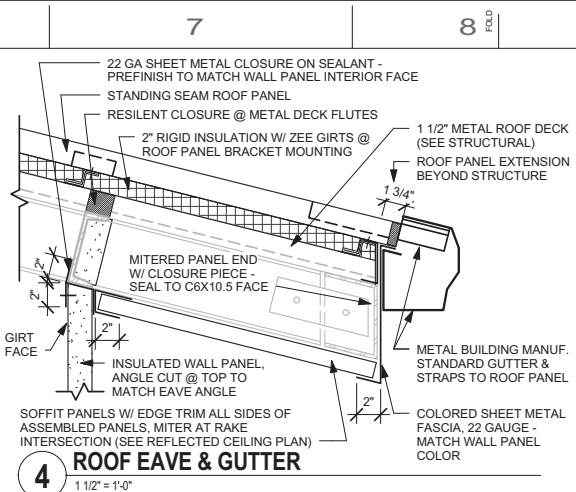 7
8
FOLD
22 GA SHEET METAL CLOSURE ON SEALANT -
PREFINISH TO MATCH WALL PANEL INTERIOR FACE
STANDING SEAM ROOF PANEL
RESILENT CLOSURE @ METAL DECK FLUTES
2" RIGID INSULATION W/ ZEE GIRTS @
ROOF PANEL BRACKET MOUNTING
1 1/2" METAL ROOF DECK
(SEE STRUCTURAL)
ROOF PANEL EXTENSION
BEYOND STRUCTURE
1 3/4"
MITERED PANEL END
W/ CLOSURE PIECE -
SEAL TO C6X10.5 FACE
2"
2"
2"
GIRT
FACE
INSULATED WALL PANEL,
ANGLE CUT @ TOP TO
MATCH EAVE ANGLE
METAL BUILDING MANUF.
STANDARD GUTTER &
STRAPS TO ROOF PANEL
2"
SOFFIT PANELS W/ EDGE TRIM ALL SIDES OF
ASSEMBLED PANELS, MITER AT RAKE
INTERSECTION (SEE REFLECTED CEILING PLAN)
COLORED SHEET METAL
FASCIA, 22 GAUGE -
MATCH WALL PANEL
COLOR
4
ROOF EAVE & GUTTER
1 1/2" = 1'-0"